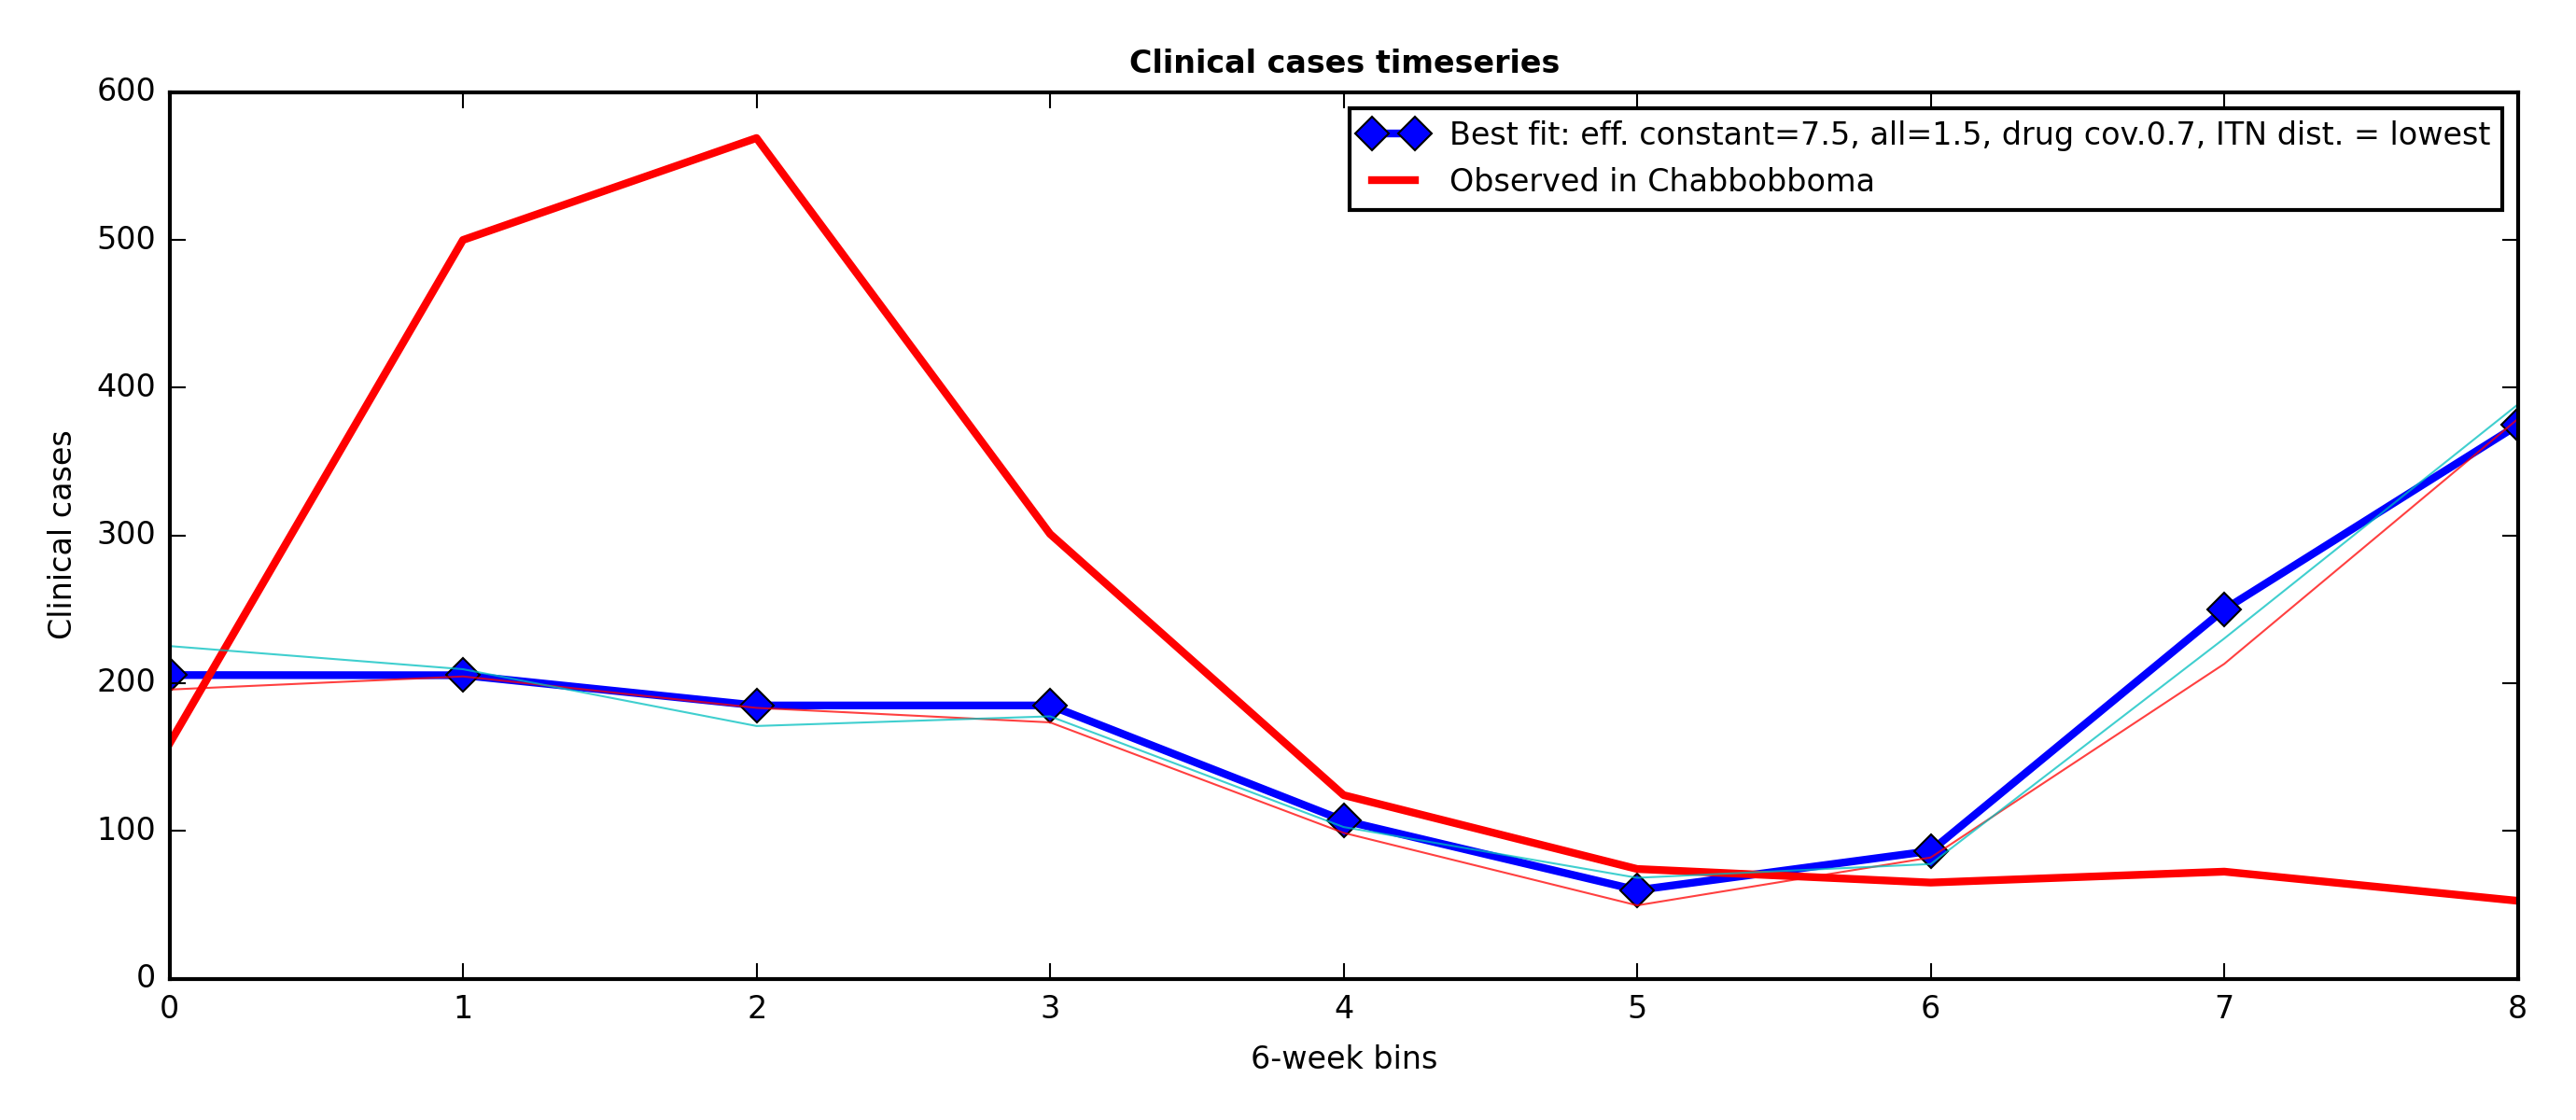 Clinical cases timeseries
600
500
400
300
200
100
0
Clinical cases
Best fit: eff. constant=7.5, all=1.5, drug cov.0.7, ITN dist. = lowest
Observed in Chabbobboma
0 1 2 3 4 5 6 7 8
6-week bins